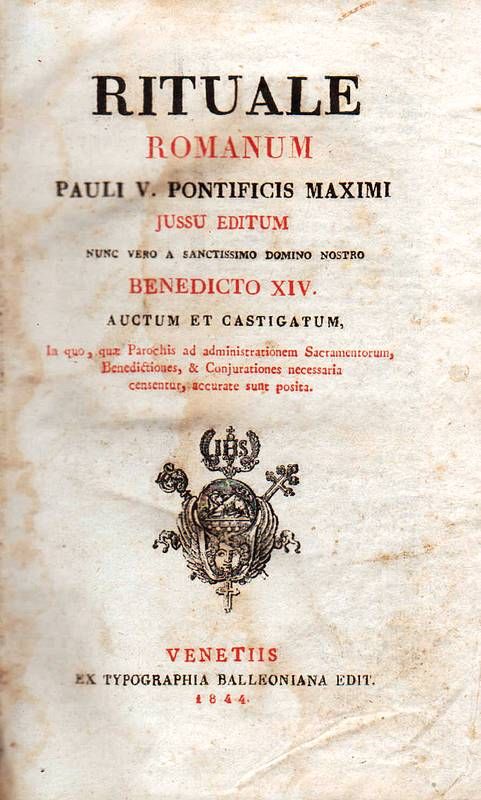 RITUALE
ROMANUM
PAULI V. PONTIFICIS MAXIMI
JUSSU EDITUM
NUNC VERO A SANCTISSIMO DOMINO NOSTRO
BENEDICTO XIV.
AUCTUM ET CASTIGATUM,
In quo, quæ Parochis ad administrationem Sacramentorum,
Benedictiones, & Conjurationes necessaria
censentur, accurate sunt posita.
IHS
VENETIIS
EX TYPOGRAPHIA BALLEONIANA EDIT.
1844.